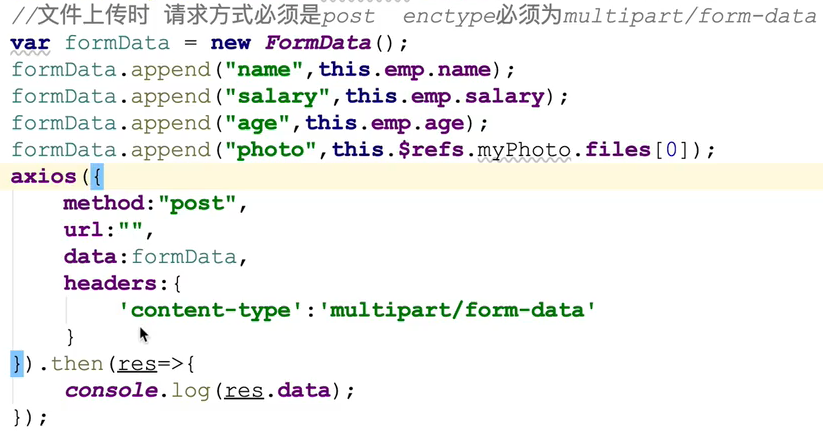 //文件上传时 请求方式必须是post  enctype必须为multipart/form-data
var formData = new FormData();
formData.append("name",this.emp.name);
formData.append("salary",this.emp.salary);
formData.append("age",this.emp.age);
formData.append("photo",this.$refs.myPhoto.files[0]);
axios({
    method:"post",
    url:"",
    data:formData,
    headers:{
        'content-type':'multipart/form-data'
    }
}).then(res=>{
    console.log(res.data);
});